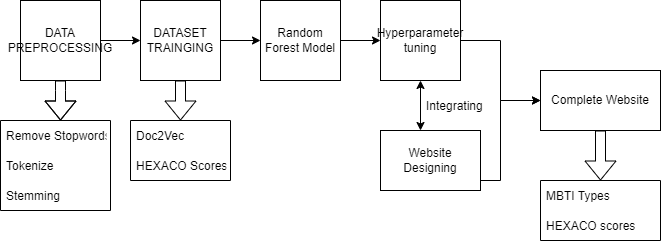 DATA
PREPROCESSING
DATASET
TRAINGING
Random
Forest Model
Hyperparameter
tuning
Integrating
Complete Website
Remove Stopwords
Tokenize
Stemming
Doc2Vec
HEXACO Scores
Website
Designing
MBTI Types
HEXACO scores